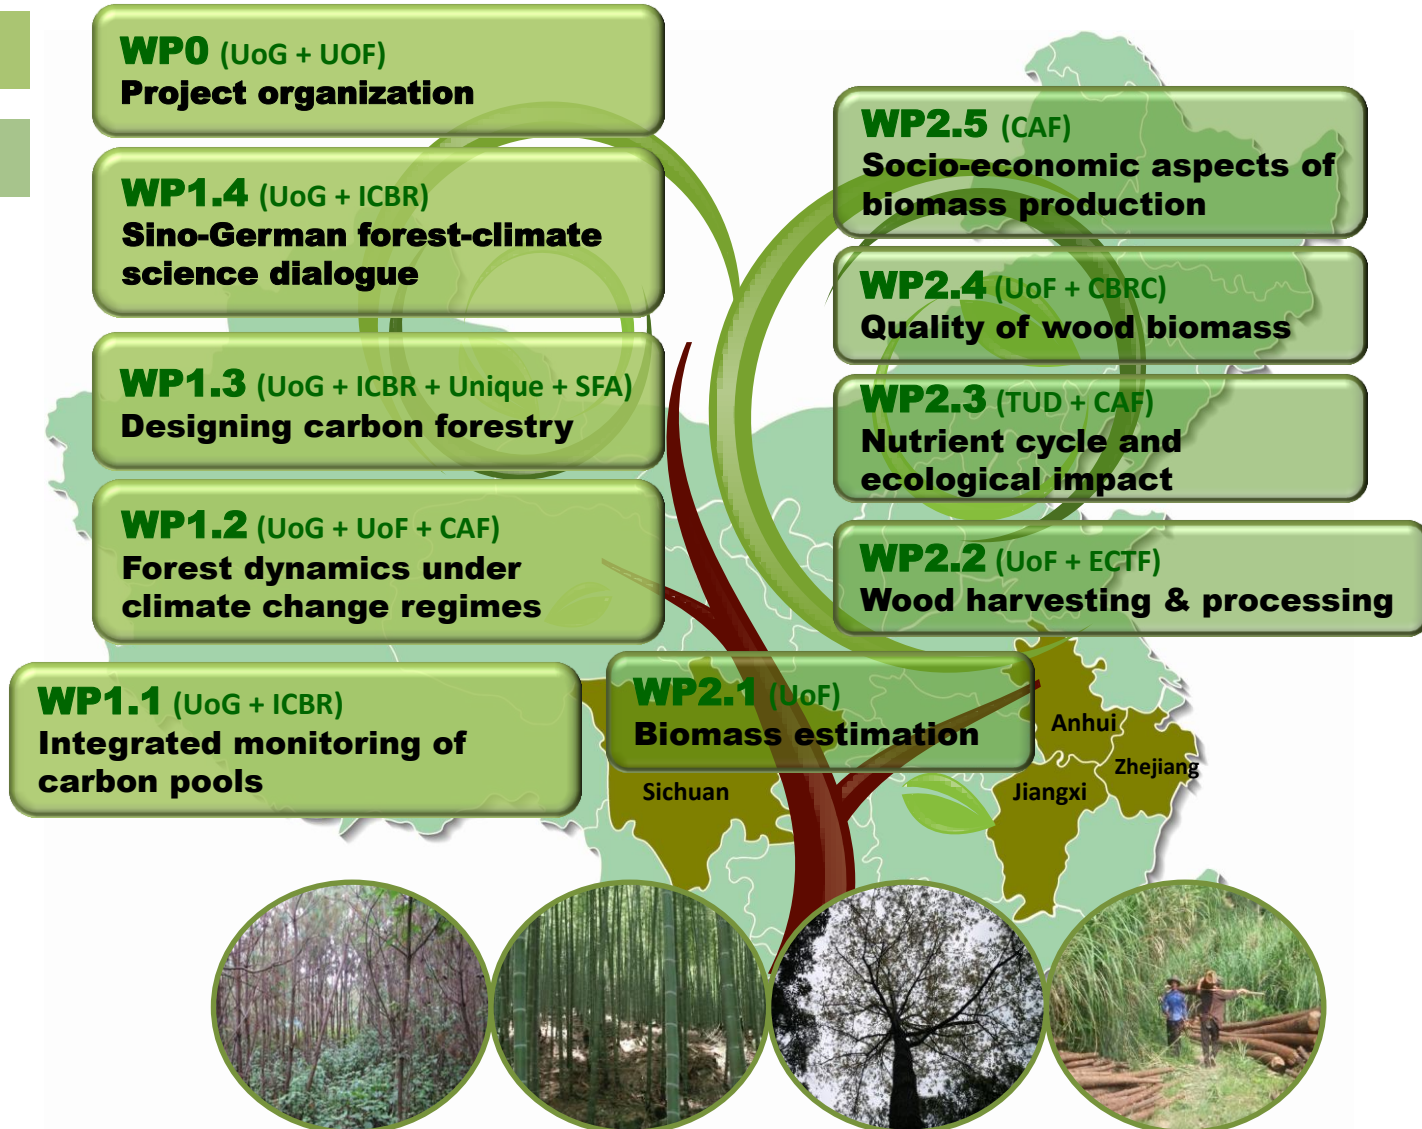 WP0 (UoG + UOF)
Project organization
WP1.4 (UoG + ICBR)
Sino-German forest-climate
science dialogue
WP1.3 (UoG + ICBR + Unique + SFA)
Designing carbon forestry
WP1.2 (UoG + UoF + CAF)
Forest dynamics under
climate change regimes
WP1.1 (UoG + ICBR)
Integrated monitoring of
carbon pools
WP2.5 (CAF)
Socio-economic aspects of
biomass production
WP2.4 (UoF + CBRC)
Quality of wood biomass
WP2.3 (TUD + CAF)
Nutrient cycle and
ecological impact
WP2.2 (UoF + ECTF)
Wood harvesting & processing
WP2.1 (UoF)
Biomass estimation
Anhui
Zhejiang
Sichuan
Jiangxi